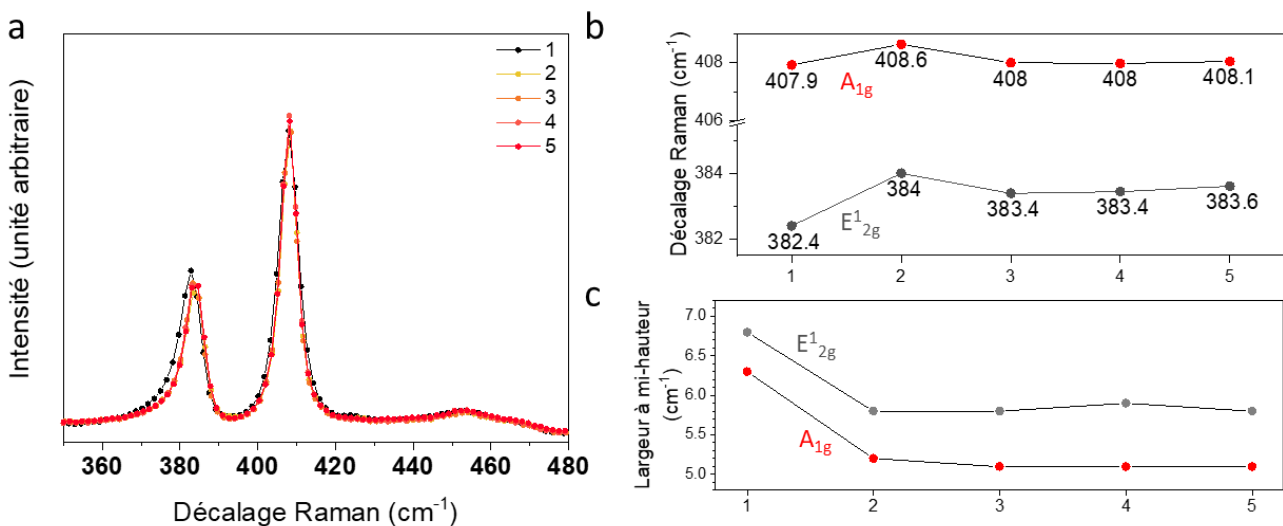 a
Intensité (unité arbitraire)
1
2
3
4
5
360 380 400 420 440 460 480
Décalage Raman (cm⁻¹)
b
Décalage Raman (cm⁻¹)
408
406
384
382
407.9 408.6 408 408 408.1
A1g
382.4 384 383.4 383.4 383.6
E¹2g
1 2 3 4 5
c
Largeur à mi-hauteur
(cm⁻¹)
7.0
6.5
6.0
5.5
5.0
E¹2g
A1g
1 2 3 4 5